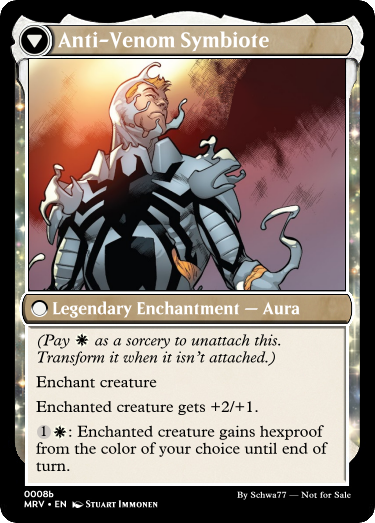 Anti-Venom Symbiote
Legendary Enchantment — Aura
(Pay as a sorcery to unattach this.
Transform it when it isn't attached.)
Enchant creature
Enchanted creature gets +2/+1.
1: Enchanted creature gains hexproof
from the color of your choice until end of
turn.
0008b
MRV • EN Stuart Immonen
By Schwa77 — Not for Sale